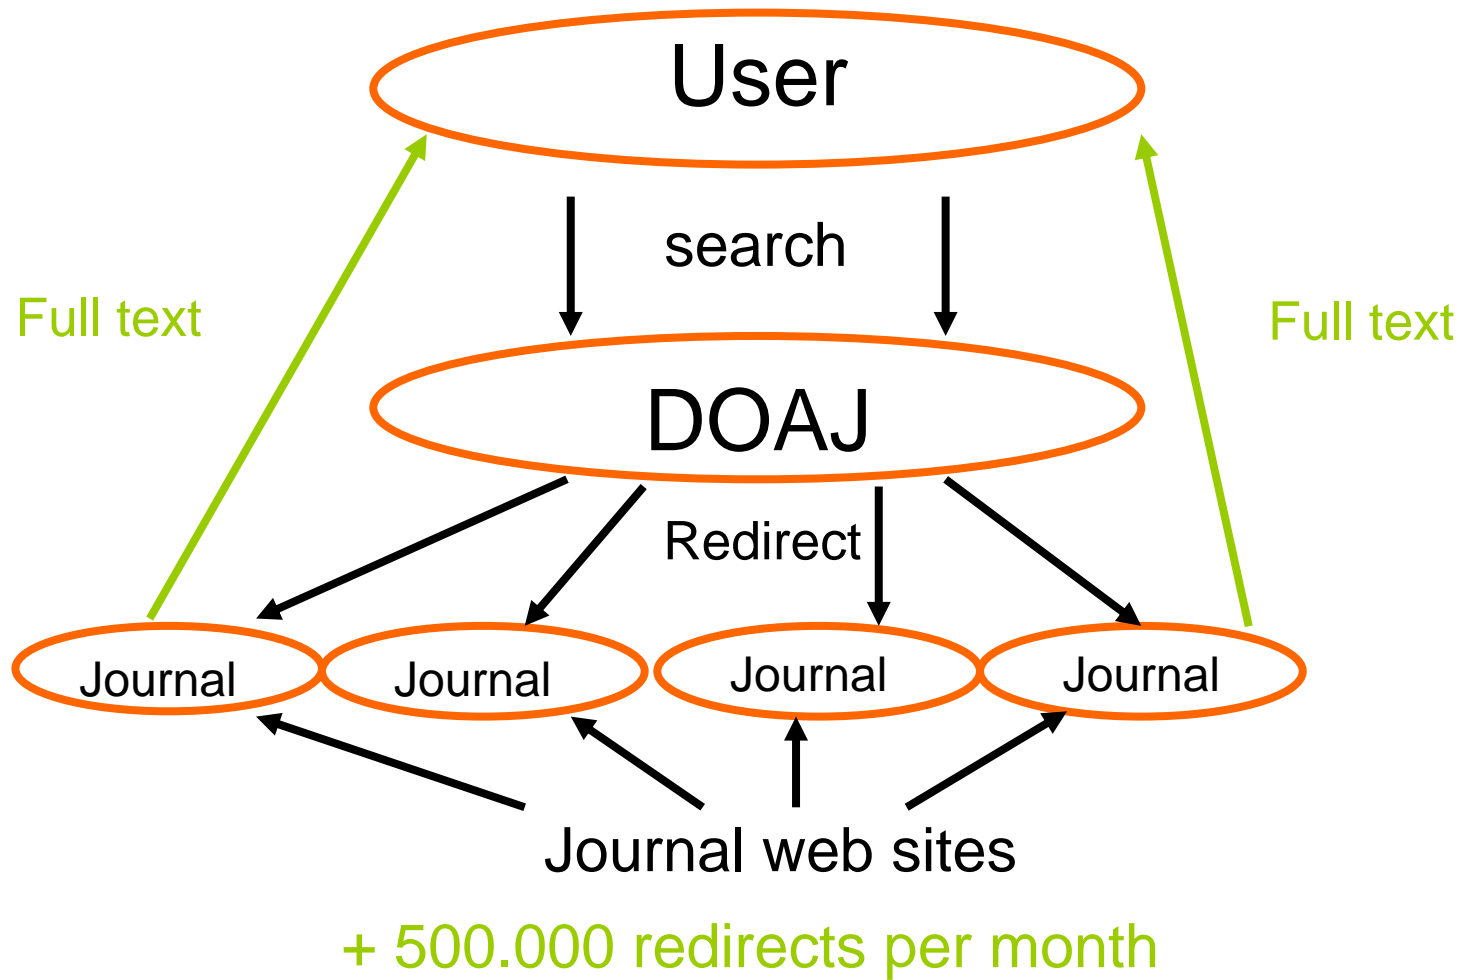 User
search
Full text
Full text
DOAJ
Redirect
Journal
Journal
Journal
Journal
Journal web sites
+ 500.000 redirects per month